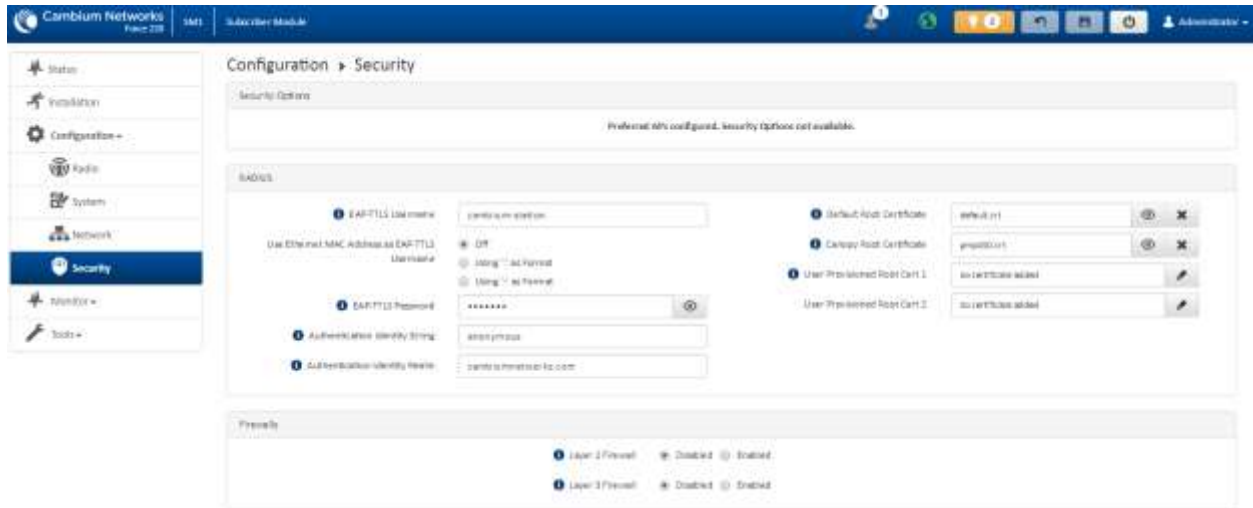 Cambium Networks
Force 200
SM1
Subscriber Module
1
Administrator
Status
Installation
Configuration
Radio
System
Network
Security
Monitor
Tools
Configuration ▸ Security
Security Options
Preferred APs configured. Security Options not available.
RADIUS
EAP-TTLS Username
cambium-station
Use Ethernet MAC Address as EAP-TTLS
Username
Off
Using as Format
Using as Format
EAP-TTLS Password
•••••••
Authentication Identity String
anonymous
Authentication Identity Realm
cambiumnetworks.com
Default Root Certificate
default.crt
Canopy Root Certificate
User Provisioned Root Cert 1
no certificate added
User Provisioned Root Cert 2
no certificate added
Firewalls
Layer 2 Firewall
Disabled
Enabled
Layer 3 Firewall
Disabled
Enabled